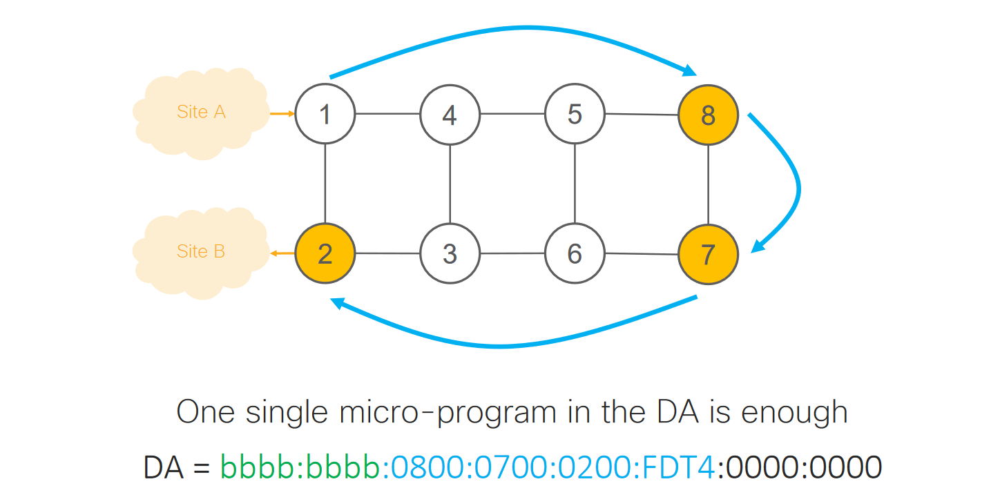 Site A
1
4
5
8
Site B
2
3
6
7
One single micro-program in the DA is enough
DA = bbbb:bbbb:0800:0700:0200:FDT4:0000:0000